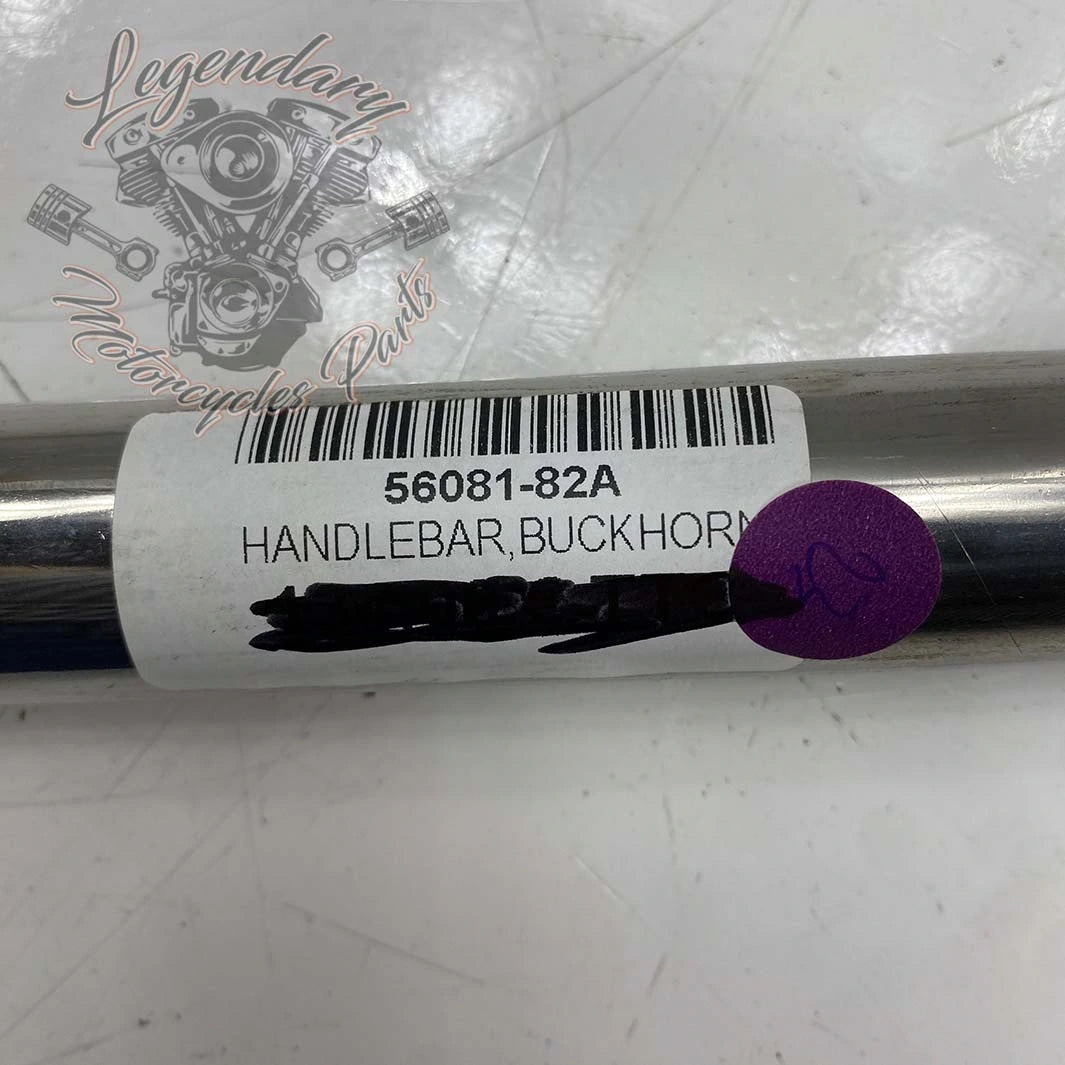 Legendary
Motorcycles Parts
56081-82A
HANDLEBAR,BUCKHORN